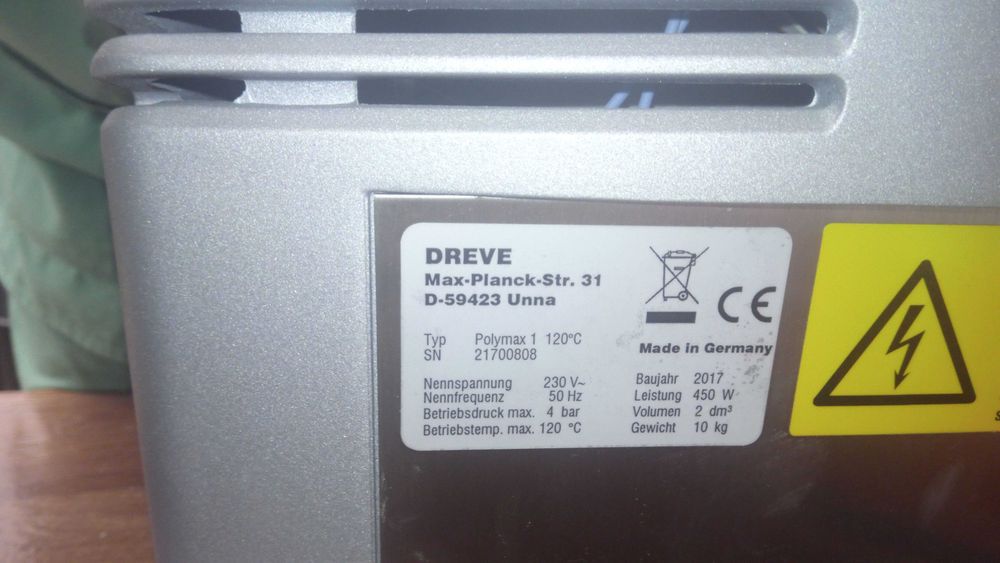 DREVE
Max-Planck-Str. 31
D-59423 Unna
CE
Made in Germany
Typ Polymax 1 120°C
SN 21700808
Nennspannung 230 V~
Nennfrequenz 50 Hz
Betriebsdruck max. 4 bar
Betriebstemp. max. 120 °C
Baujahr 2017
Leistung 450 W
Volumen 2 dm³
Gewicht 10 kg